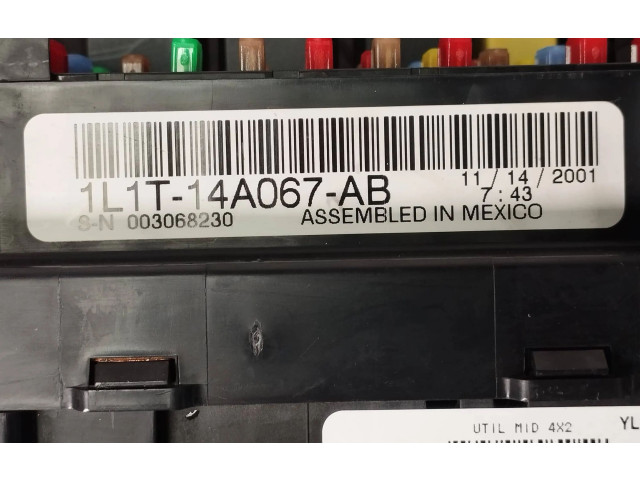 1L1T-14A067-AB
11 / 14 / 2001
7:43
S-N 003068230
ASSEMBLED IN MEXICO
UTIL MID 4X2
YL